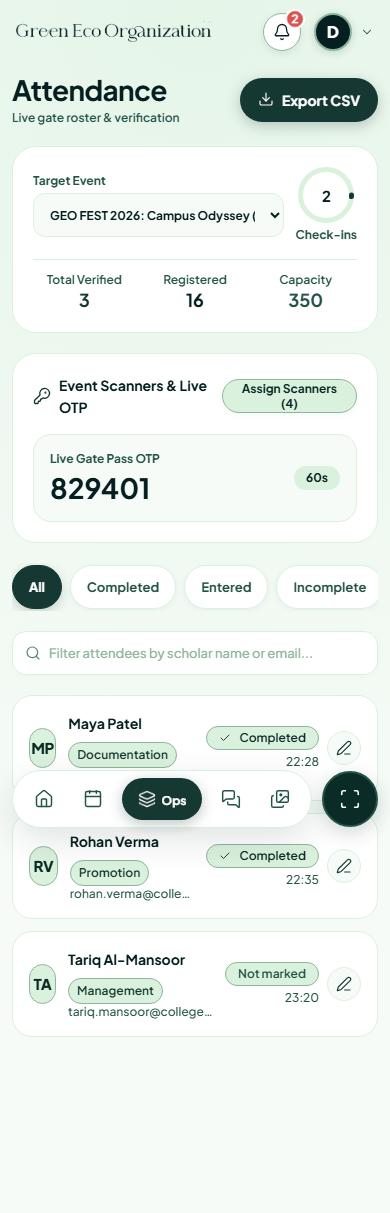 Green Eco Organization
2
D
Attendance
Live gate roster & verification
Export CSV
Target Event
GEO FEST 2026: Campus Odyssey (
2
Check-ins
Total Verified
3
Registered
16
Capacity
350
Event Scanners & Live
OTP
Assign Scanners
(4)
Live Gate Pass OTP
829401
60s
All
Completed
Entered
Incomplete
Filter attendees by scholar name or email...
MP
Maya Patel
Documentation
Completed
22:28
Ops
RV
Rohan Verma
Promotion
rohan.verma@colle...
Completed
22:35
TA
Tariq Al-Mansoor
Management
tariq.mansoor@college...
Not marked
23:20